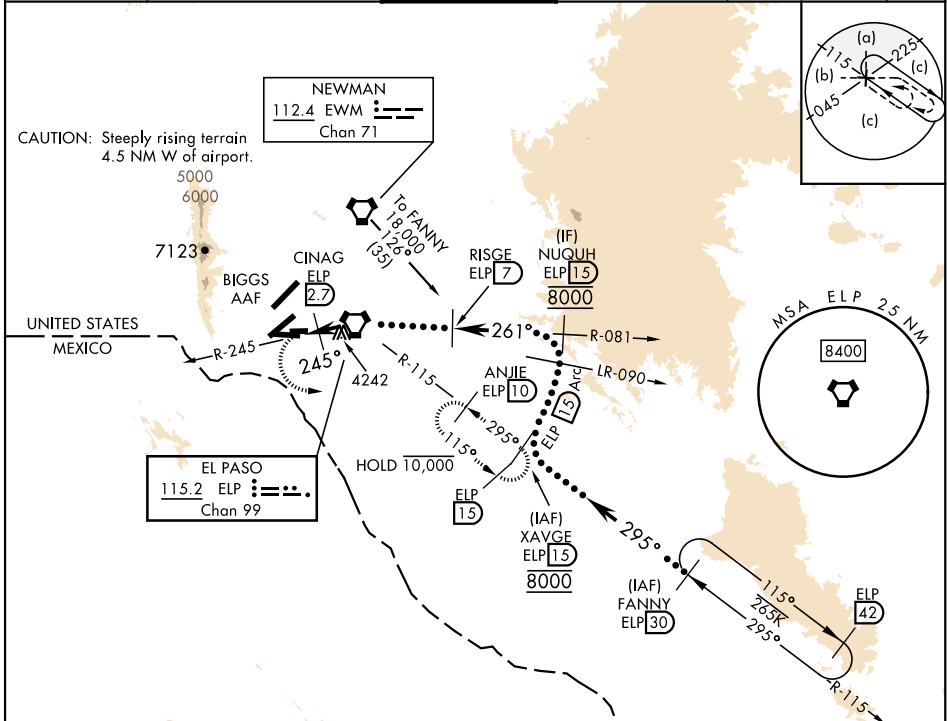 NEWMAN
112.4 EWM
Chan 71
CAUTION: Steeply rising terrain
4.5 NM W of airport.
5000
6000
7123
(a)
115
225
(b)
(c)
045
(c)
To FANNY
18,000
126°
(35)
RISGE
ELP 7
(IF)
NUQUH
ELP 15
8000
CINAG
ELP
2.7
BIGGS
AAF
UNITED STATES
MEXICO
R-245
245°
4242
261°
R-081
LR-090
R-115
ANJIE
ELP 10
ELP 15 Arc
295°
115°
HOLD 10,000
ELP
15
(IAF)
XAVGE
ELP 15
8000
EL PASO
115.2 ELP
Chan 99
MSA ELP 25 NM
8400
295°
(IAF)
FANNY
ELP 30
115°
265K
295°
ELP
42
R-115